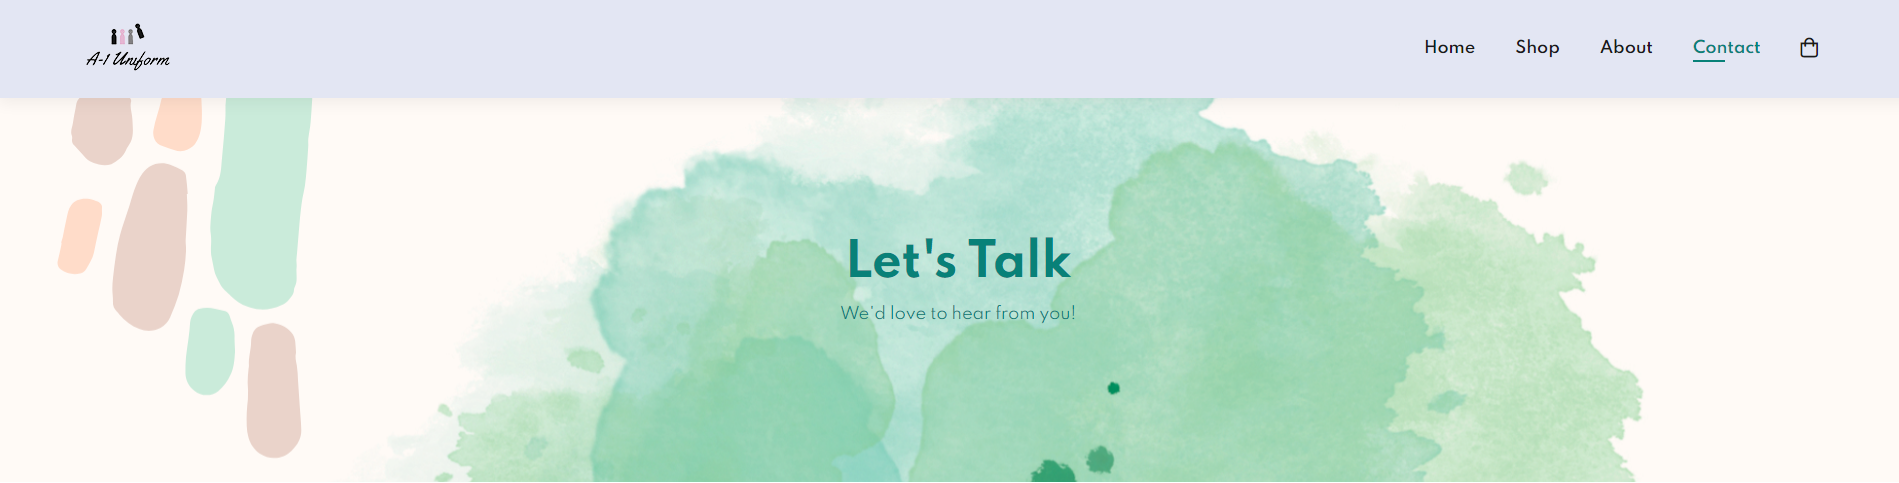 A-1 Uniform
Home Shop About Contact
Let's Talk
We'd love to hear from you!